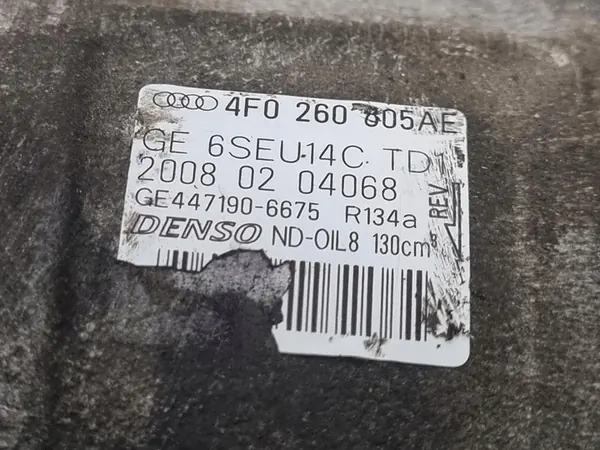 4F0 260 805AE
GE 6SEU14C TD1
2008 02 04068
GE447190-6675 R134a
REV
DENSO ND-OIL8 130cm³